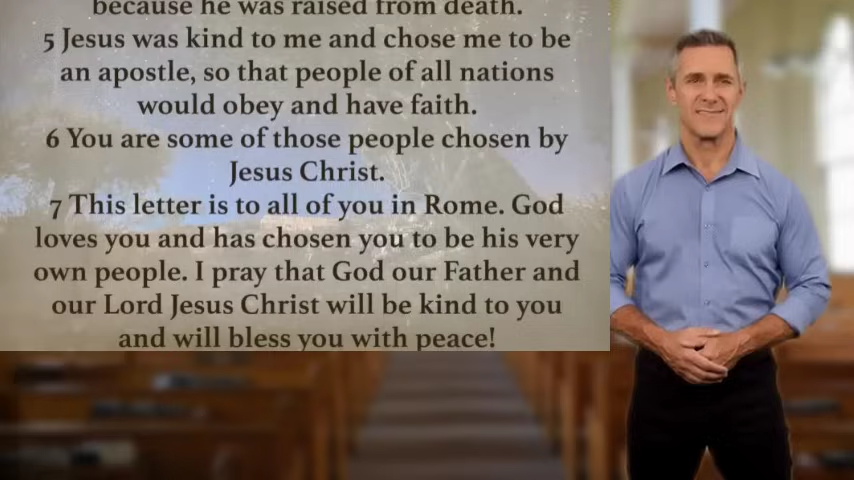 because he was raised from death.
5 Jesus was kind to me and chose me to be
an apostle, so that people of all nations
would obey and have faith.
6 You are some of those people chosen by
Jesus Christ.
7 This letter is to all of you in Rome. God
loves you and has chosen you to be his very
own people. I pray that God our Father and
our Lord Jesus Christ will be kind to you
and will bless you with peace!